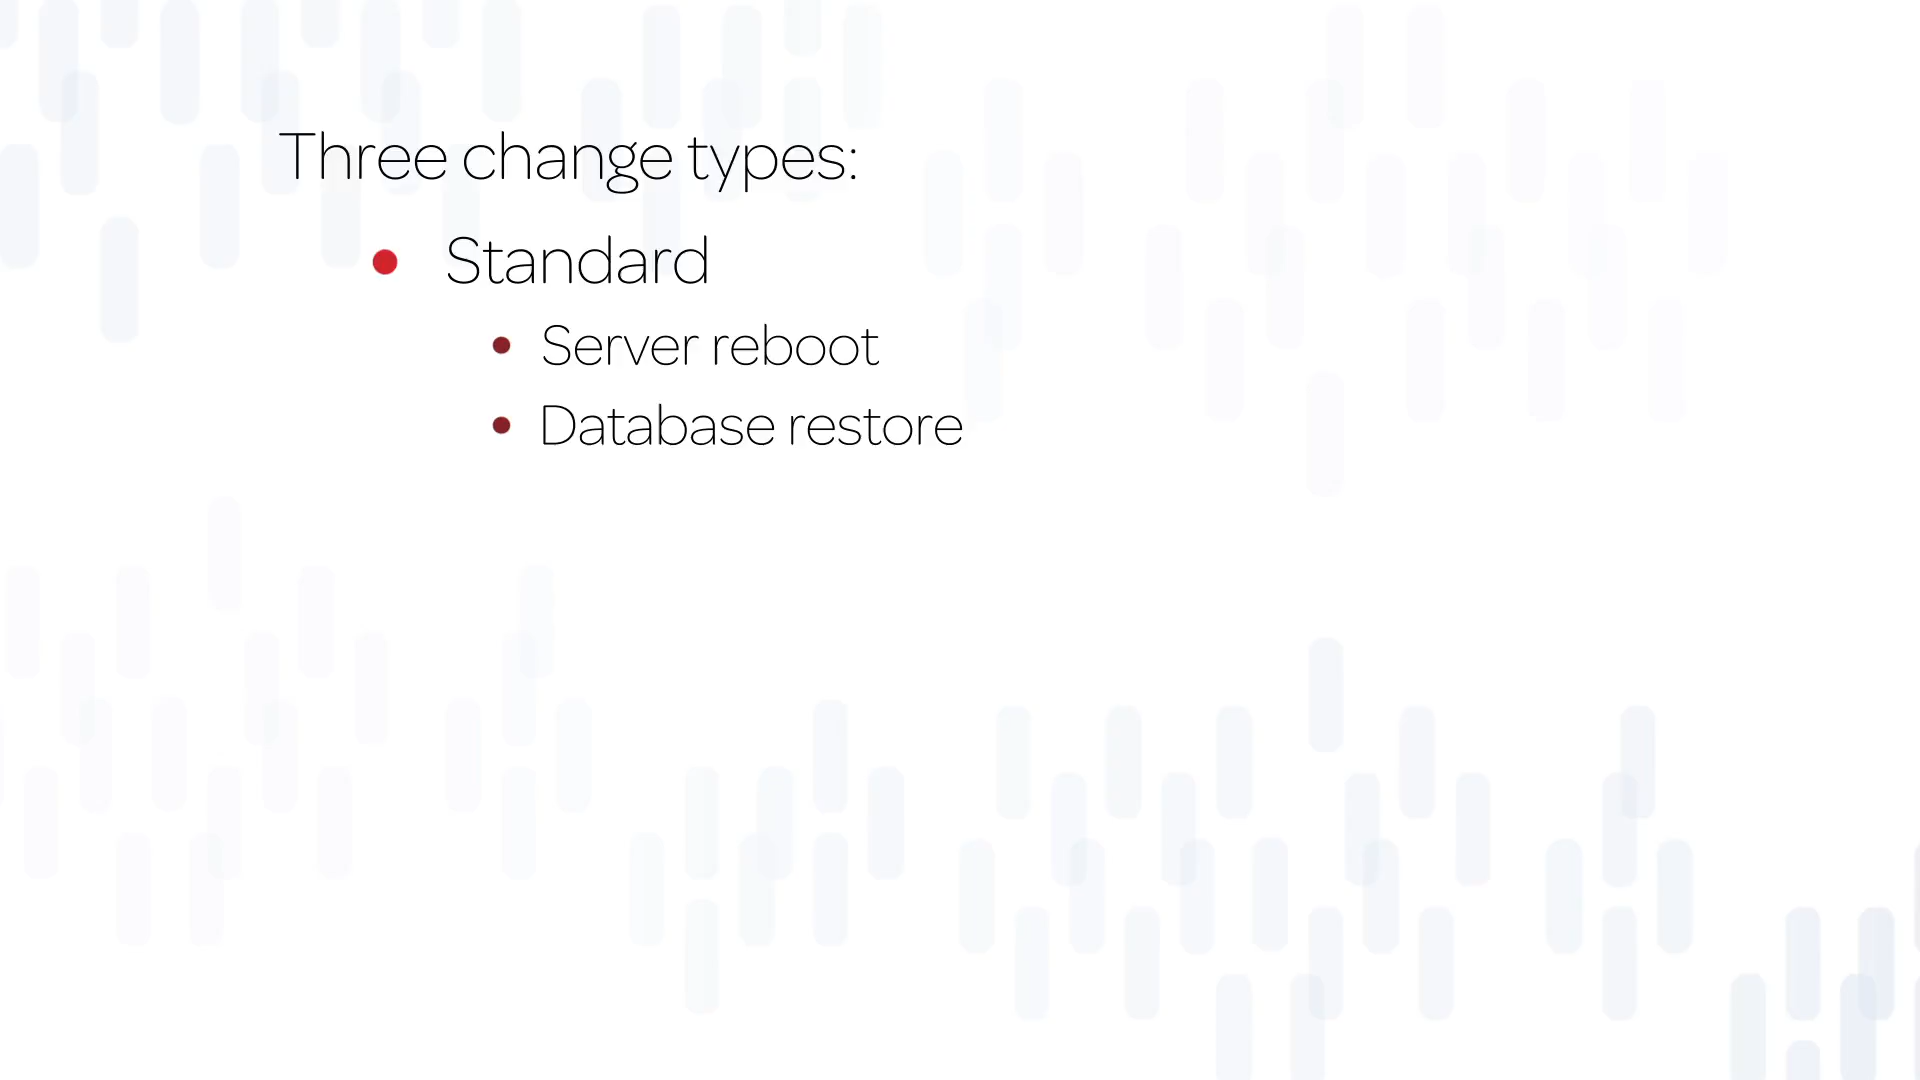 Three change types:
Standard
Server reboot
Database restore